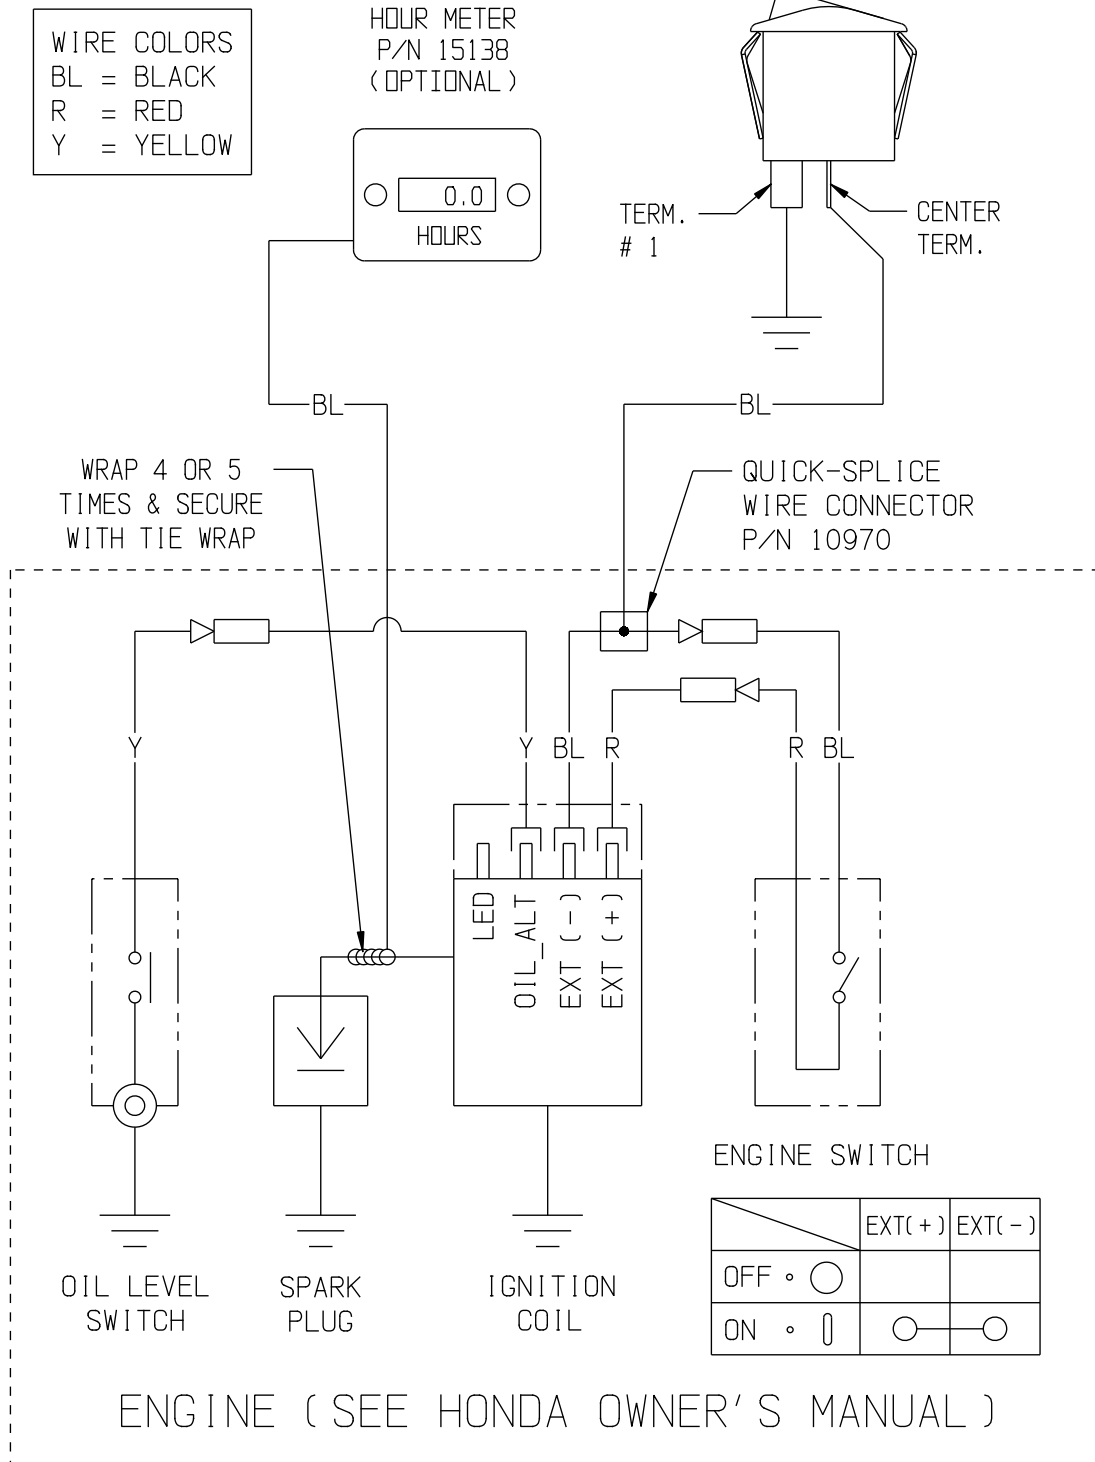 WIRE COLORS
BL = BLACK
R = RED
Y = YELLOW
HOUR METER
P/N 15138
(OPTIONAL)
0.0
HOURS
TERM.
# 1
CENTER
TERM.
BL
BL
WRAP 4 OR 5
TIMES & SECURE
WITH TIE WRAP
QUICK-SPLICE
WIRE CONNECTOR
P/N 10970
Y
Y
BL
R
R
BL
LED
OIL_ALT
EXT (-)
EXT (+)
ENGINE SWITCH
EXT(+)
EXT(-)
OFF
ON
OIL LEVEL
SWITCH
SPARK
PLUG
IGNITION
COIL
ENGINE (SEE HONDA OWNER'S MANUAL)